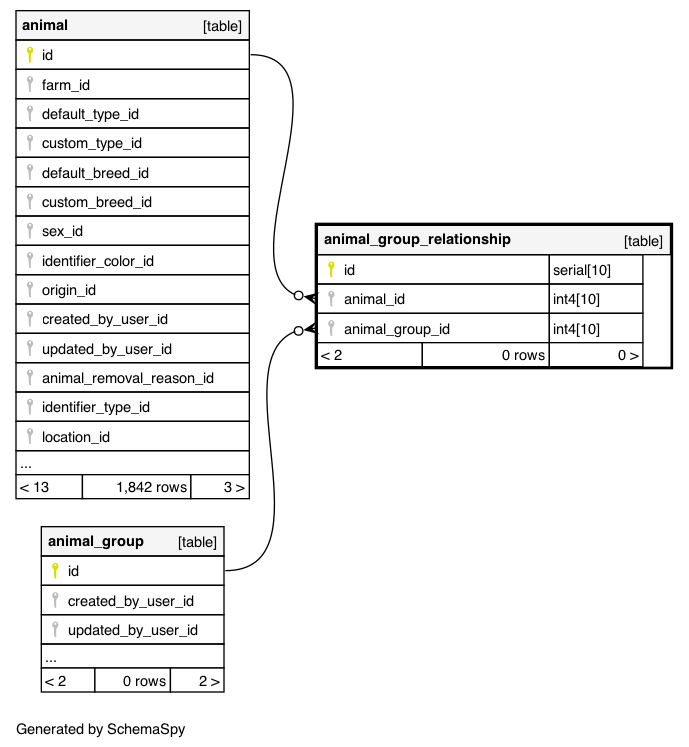 animal [table]
id
farm_id
default_type_id
custom_type_id
default_breed_id
custom_breed_id
sex_id
identifier_color_id
origin_id
created_by_user_id
updated_by_user_id
animal_removal_reason_id
identifier_type_id
location_id
...
< 13 1,842 rows 3 >
animal_group_relationship [table]
id serial[10]
animal_id int4[10]
animal_group_id int4[10]
< 2 0 rows 0 >
animal_group [table]
id
created_by_user_id
updated_by_user_id
...
< 2 0 rows 2 >
Generated by SchemaSpy